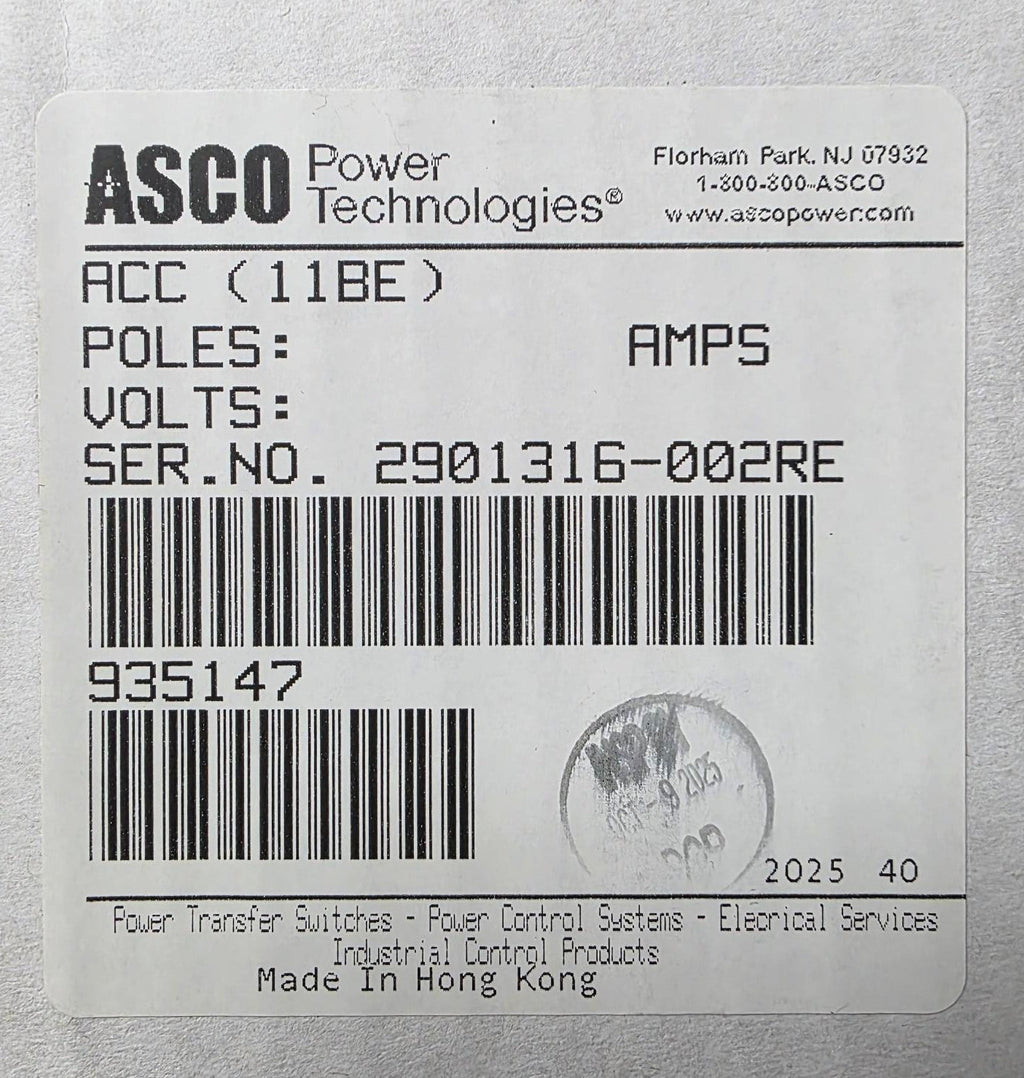 ASCO Power Technologies®
Florham Park, NJ 07932
1-800-800-ASCO
www.ascopower.com
ACC (11BE)
POLES: AMPS
VOLTS:
SER.NO. 2901316-002RE
935147
9 2025
2025 40
Power Transfer Switches - Power Control Systems - Elecrical Services
Industrial Control Products
Made In Hong Kong